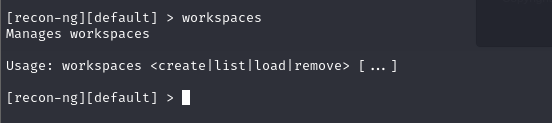 [recon-ng][default] > workspaces
Manages workspaces
Usage: workspaces <create|list|load|remove> [...]
[recon-ng][default] >